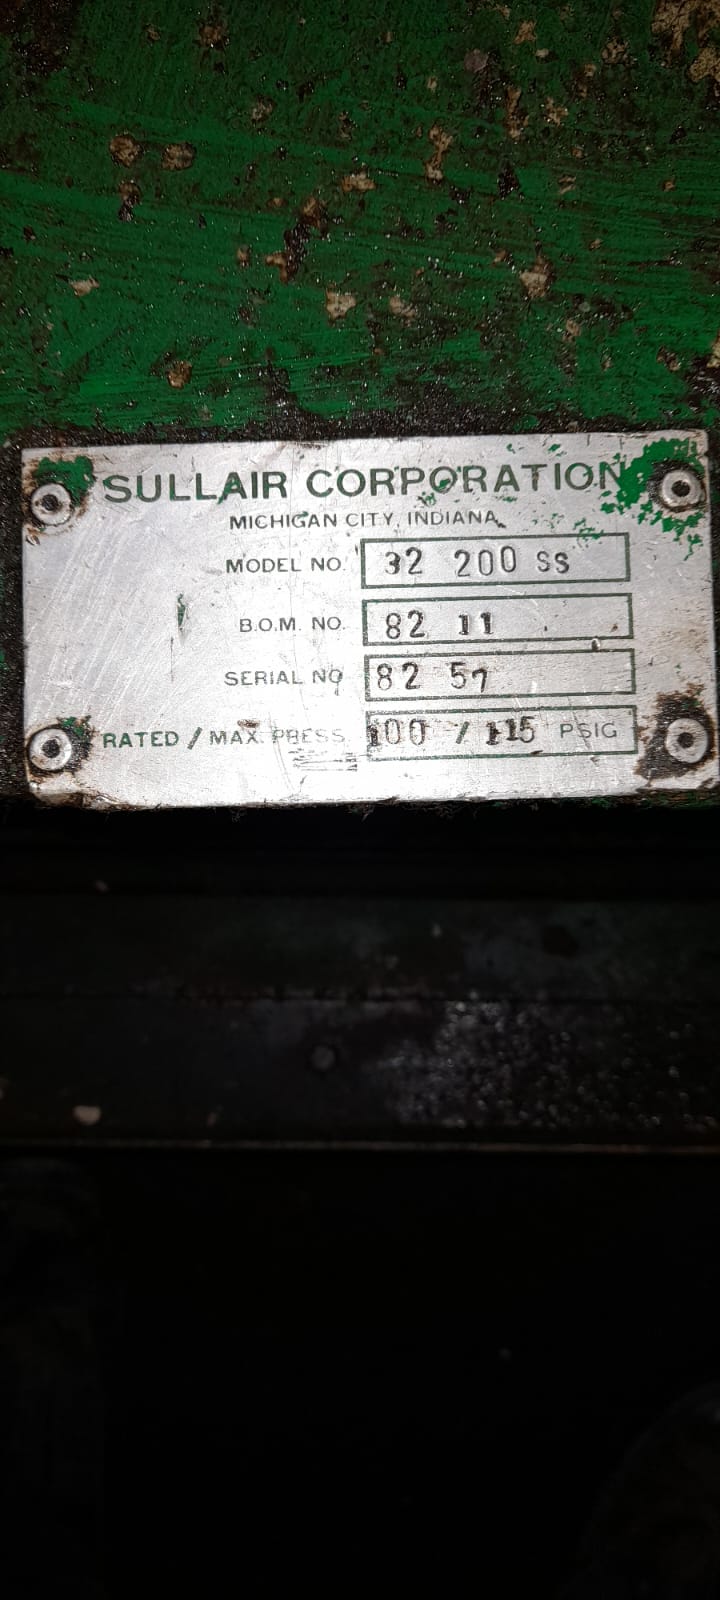 SULLAIR CORPORATION
MICHIGAN CITY, INDIANA
MODEL NO. 32 200 SS
B.O.M. NO. 82 11
SERIAL NO 82 57
RATED / MAX. PRESS. 100 / 115 PSIG